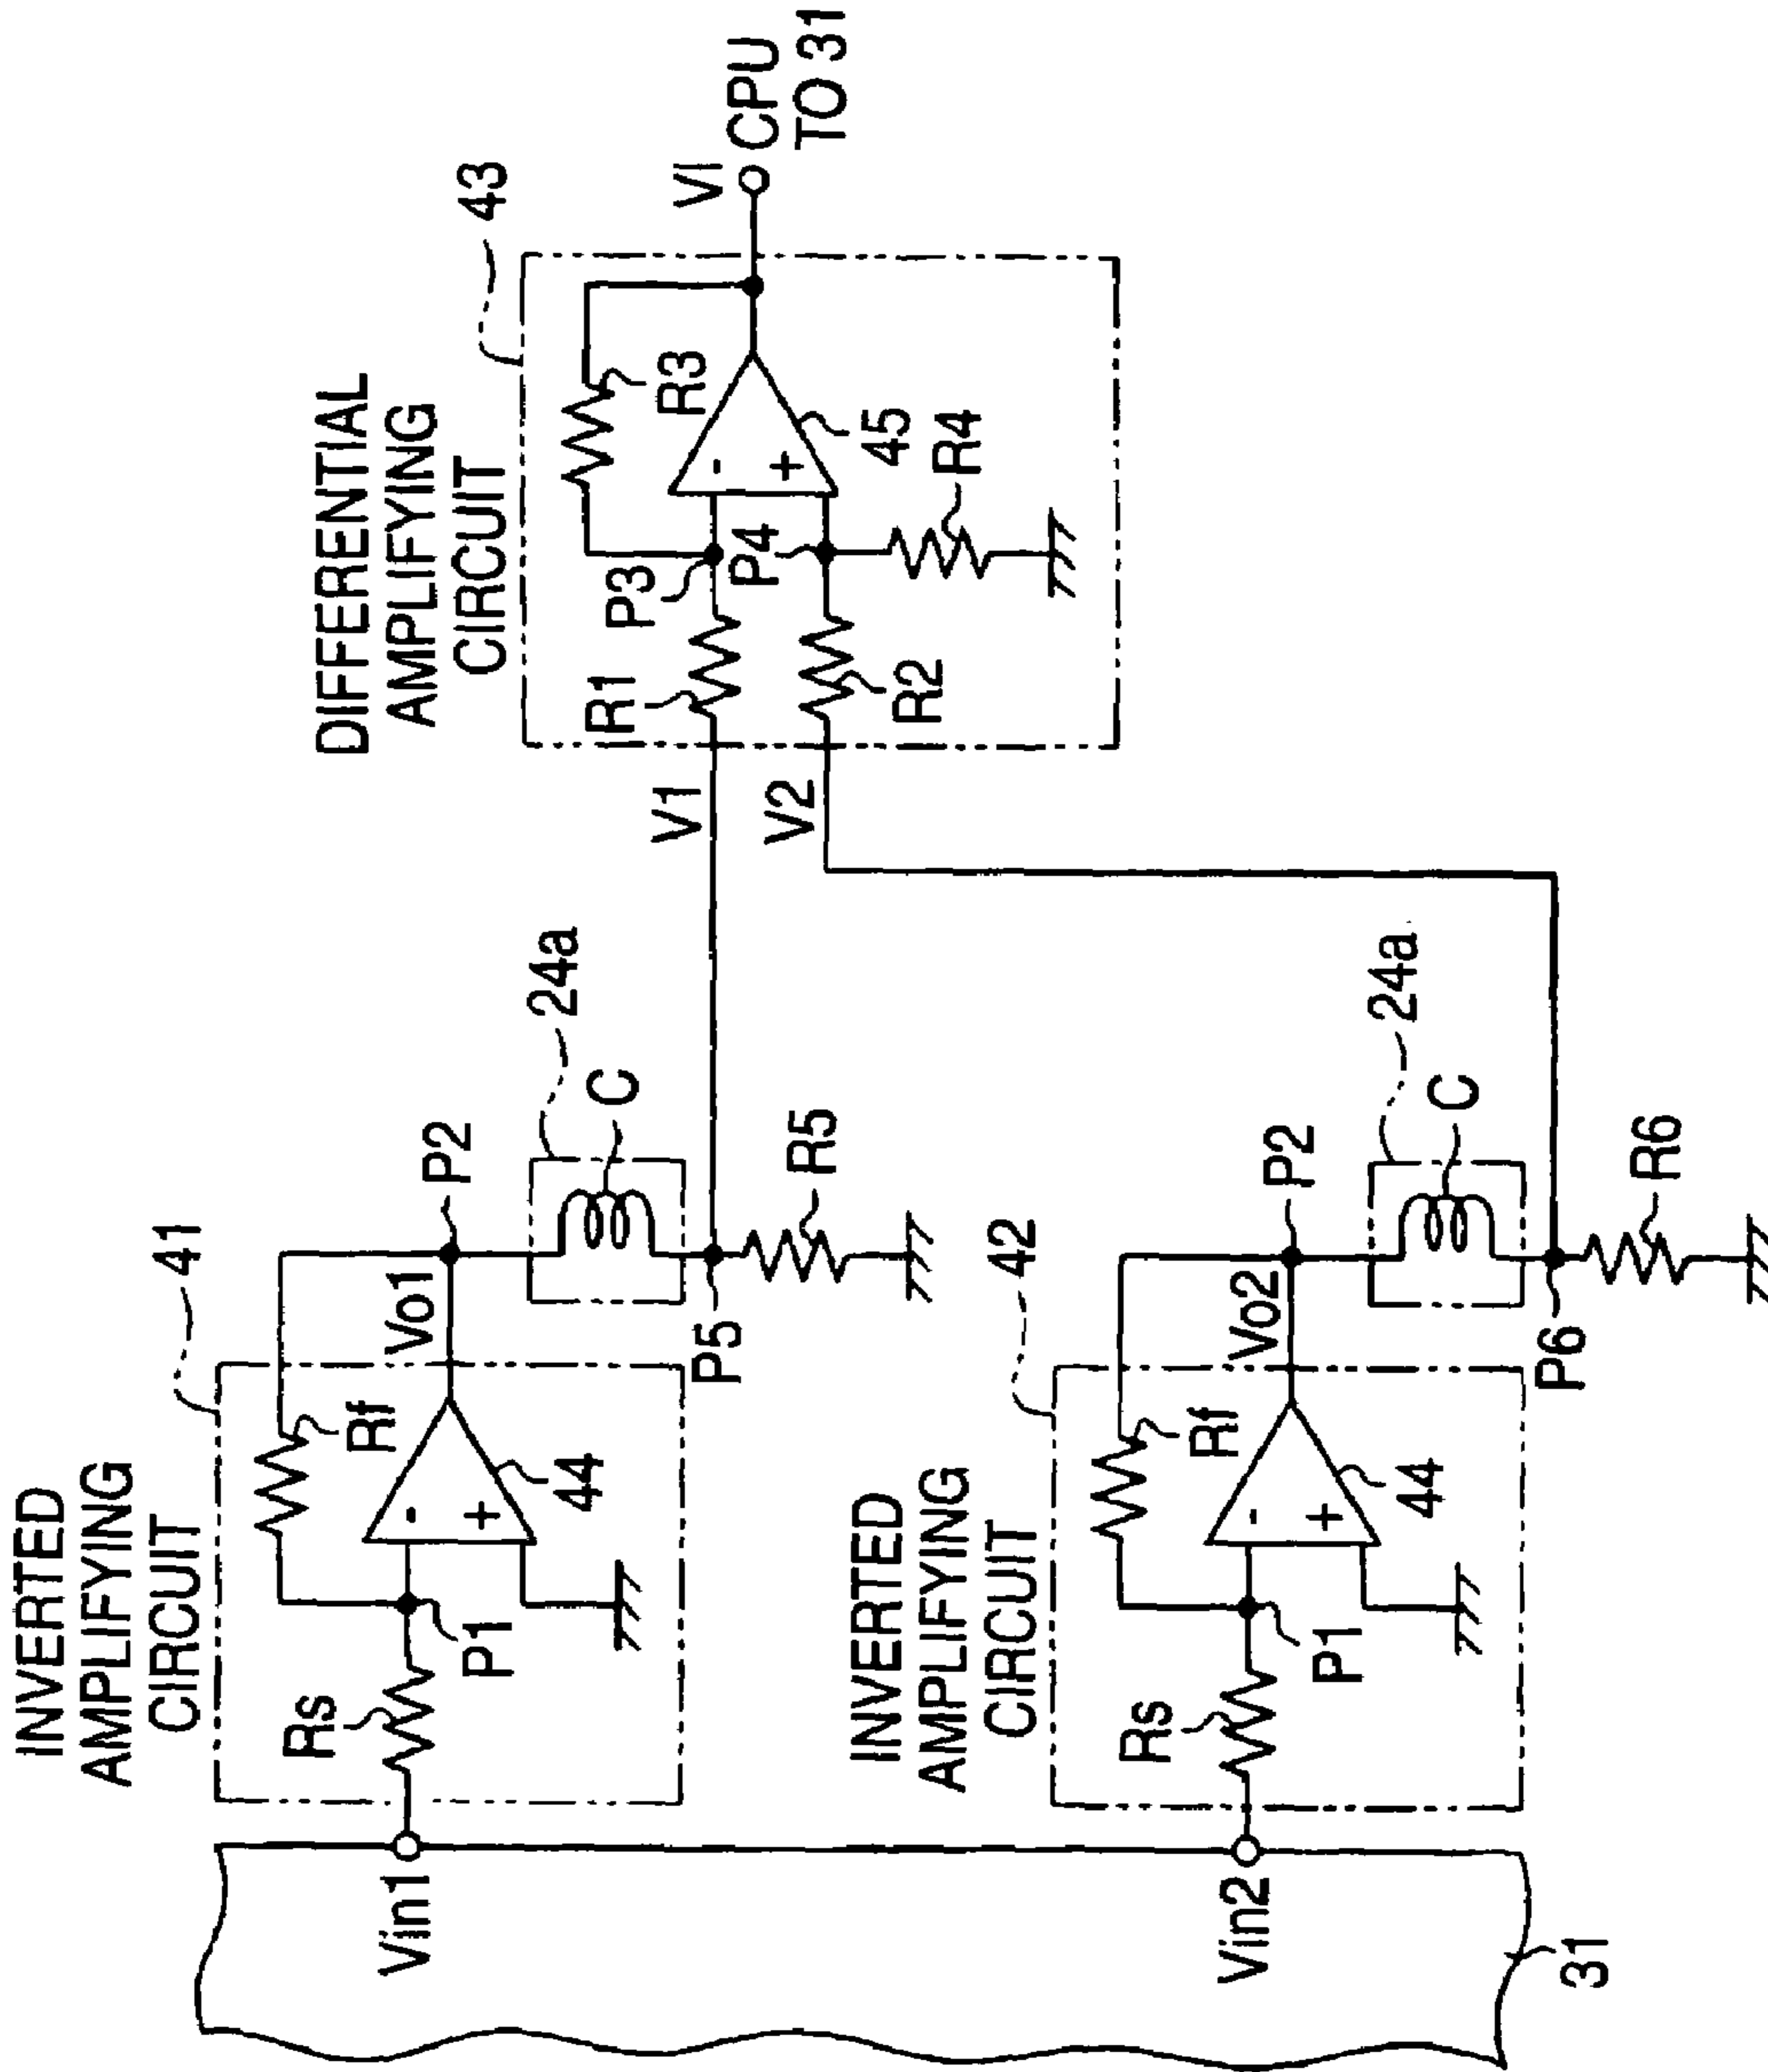 INVERTED
AMPLIFYING
CIRCUIT
41
Rs
P1
Rf
-
+
44
Vo1
P2
24a
C
P5
R5
Vin1
INVERTED
AMPLIFYING
CIRCUIT
42
Rs
P1
Rf
-
+
44
Vo2
P2
24a
C
P6
R6
Vin2
31
DIFFERENTIAL
AMPLIFYING
CIRCUIT
43
V1
V2
R1
R2
P3
P4
R3
-
+
45
R4
VI
CPU
TO 31